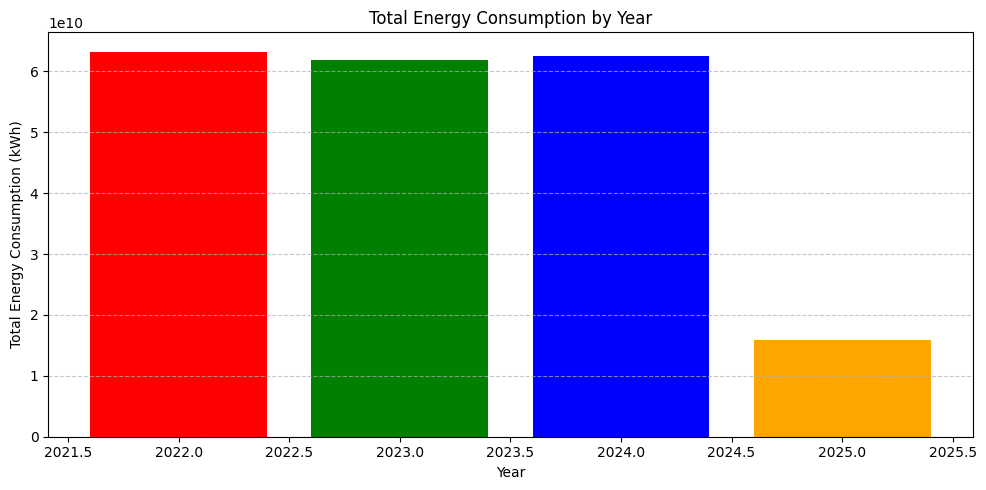 Total Energy Consumption by Year
1e10
Total Energy Consumption (kWh)
6
5
4
3
2
1
0
2021.5 2022.0 2022.5 2023.0 2023.5 2024.0 2024.5 2025.0 2025.5
Year